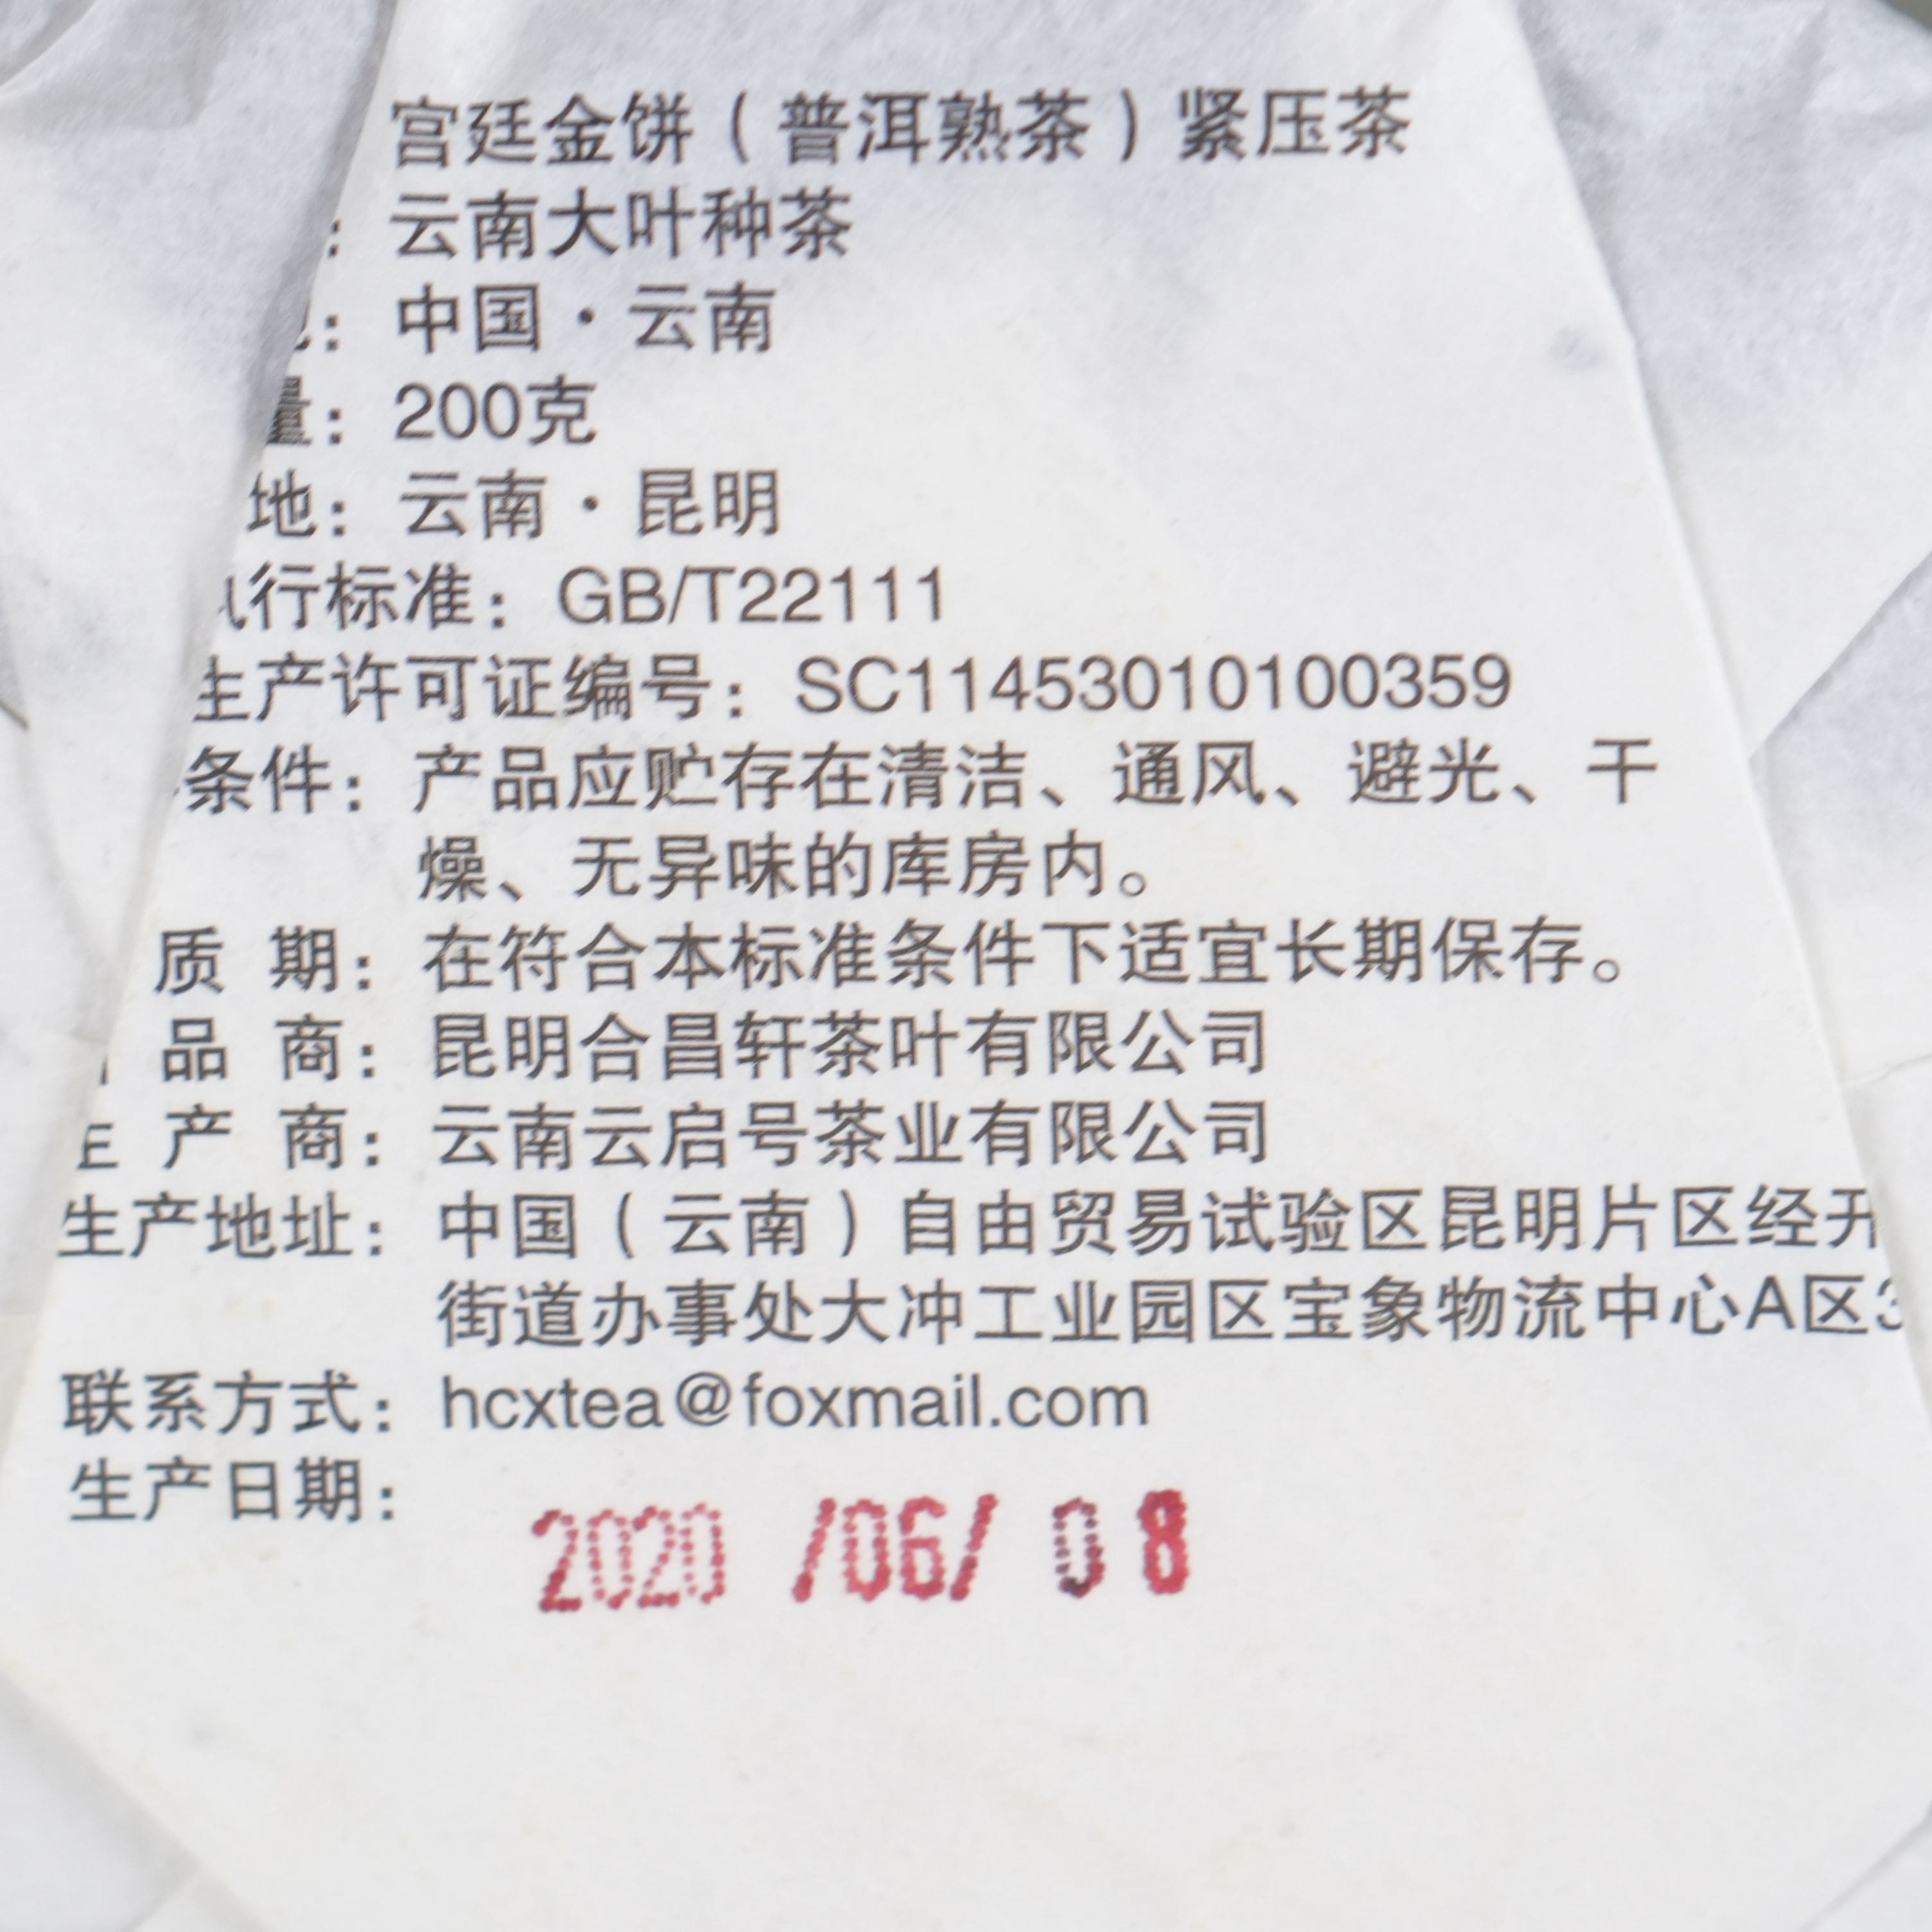 宫廷金饼（普洱熟茶）紧压茶
：云南大叶种茶
：中国·云南
量：200克
地：云南·昆明
执行标准：GB/T22111
生产许可证编号：SC11453010100359
条件：产品应贮存在清洁、通风、避光、干
燥、无异味的库房内。
质 期：在符合本标准条件下适宜长期保存。
品 商：昆明合昌轩茶叶有限公司
生 产 商：云南云启号茶业有限公司
生产地址：中国（云南）自由贸易试验区昆明片区经开
街道办事处大冲工业园区宝象物流中心A区3
联系方式：hcxtea@foxmail.com
生产日期：
2020 /06/ 08